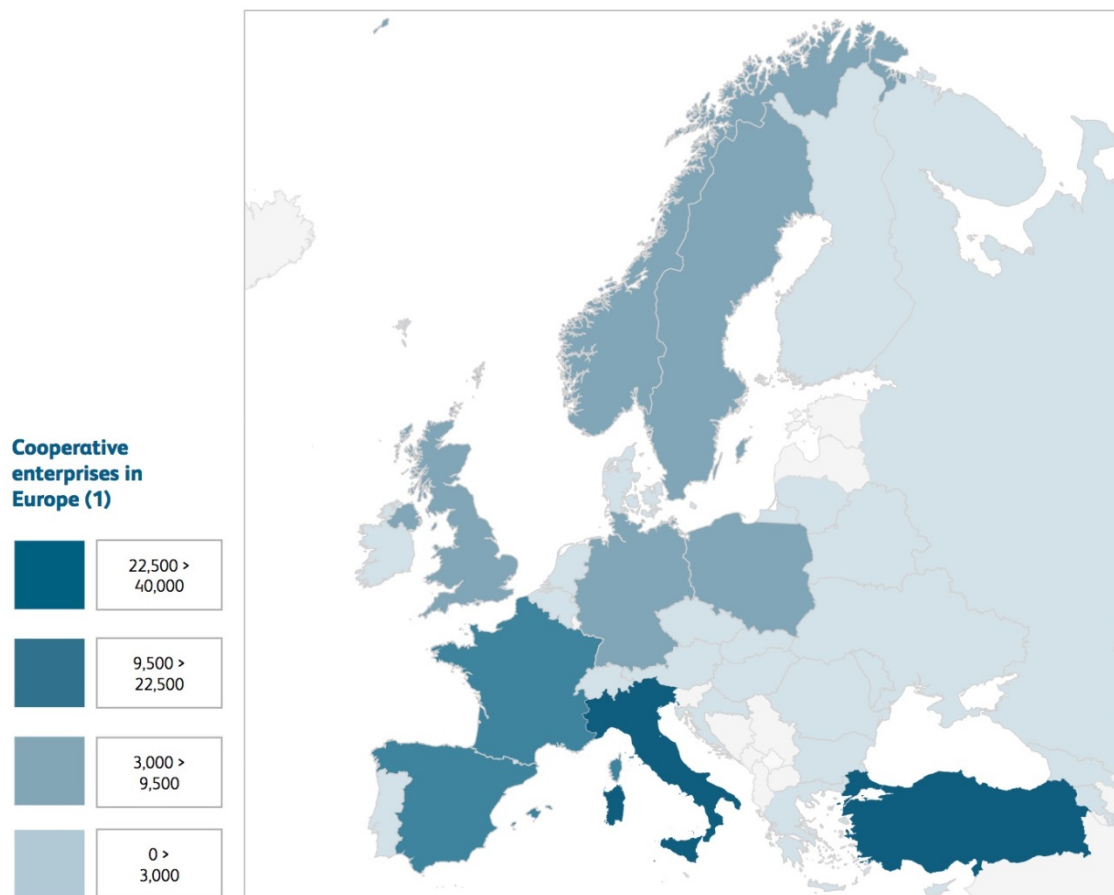 Cooperative
enterprises in
Europe (1)
22,500 >
40,000
9,500 >
22,500
3,000 >
9,500
0 >
3,000